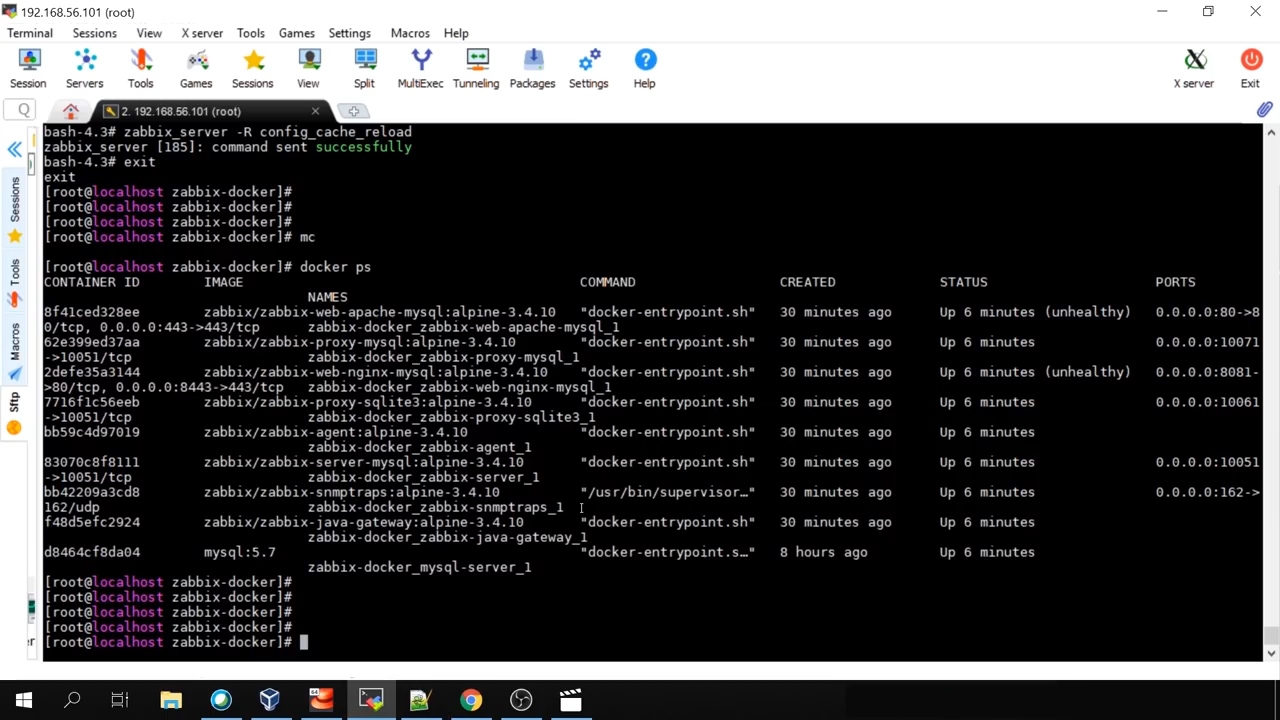 192.168.56.101 (root)
Terminal Sessions View X server Tools Games Settings Macros Help
Session Servers Tools Games Sessions View Split MultiExec Tunneling Packages Settings Help X server Exit
2. 192.168.56.101 (root)
Sessions
Tools
Macros
Sftp
bash-4.3# zabbix_server -R config_cache_reload
zabbix_server [185]: command sent successfully
bash-4.3# exit
exit
[root@localhost zabbix-docker]#
[root@localhost zabbix-docker]#
[root@localhost zabbix-docker]#
[root@localhost zabbix-docker]# mc
[root@localhost zabbix-docker]# docker ps
CONTAINER ID IMAGE COMMAND CREATED STATUS PORTS
NAMES
8f41ced328ee zabbix/zabbix-web-apache-mysql:alpine-3.4.10 "docker-entrypoint.sh" 30 minutes ago Up 6 minutes (unhealthy) 0.0.0.0:80->8
0/tcp, 0.0.0.0:443->443/tcp zabbix-docker_zabbix-web-apache-mysql_1
62e399ed37aa zabbix/zabbix-proxy-mysql:alpine-3.4.10 "docker-entrypoint.sh" 30 minutes ago Up 6 minutes 0.0.0.0:10071
->10051/tcp zabbix-docker_zabbix-proxy-mysql_1
2defe35a3144 zabbix/zabbix-web-nginx-mysql:alpine-3.4.10 "docker-entrypoint.sh" 30 minutes ago Up 6 minutes (unhealthy) 0.0.0.0:8081-
>80/tcp, 0.0.0.0:8443->443/tcp zabbix-docker_zabbix-web-nginx-mysql_1
7716f1c56eeb zabbix/zabbix-proxy-sqlite3:alpine-3.4.10 "docker-entrypoint.sh" 30 minutes ago Up 6 minutes 0.0.0.0:10061
->10051/tcp zabbix-docker_zabbix-proxy-sqlite3_1
bb59c4d97019 zabbix/zabbix-agent:alpine-3.4.10 "docker-entrypoint.sh" 30 minutes ago Up 6 minutes
zabbix-docker_zabbix-agent_1
83070c8f8111 zabbix/zabbix-server-mysql:alpine-3.4.10 "docker-entrypoint.sh" 30 minutes ago Up 6 minutes 0.0.0.0:10051
->10051/tcp zabbix-docker_zabbix-server_1
bb42209a3cd8 zabbix/zabbix-snmptraps:alpine-3.4.10 "/usr/bin/supervisor…" 30 minutes ago Up 6 minutes 0.0.0.0:162->
162/udp zabbix-docker_zabbix-snmptraps_1
f48d5efc2924 zabbix/zabbix-java-gateway:alpine-3.4.10 "docker-entrypoint.sh" 30 minutes ago Up 6 minutes
zabbix-docker_zabbix-java-gateway_1
d8464cf8da04 mysql:5.7 "docker-entrypoint.s…" 8 hours ago Up 6 minutes
zabbix-docker_mysql-server_1
[root@localhost zabbix-docker]#
[root@localhost zabbix-docker]#
[root@localhost zabbix-docker]#
[root@localhost zabbix-docker]#
[root@localhost zabbix-docker]#